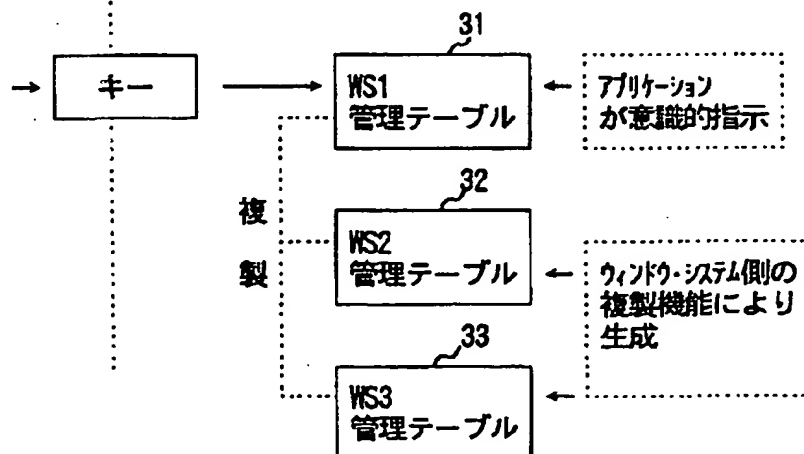 31
キー
WS1
管理テーブル
アプリケーション
が意識的指示
32
複
製
WS2
管理テーブル
ウィンドウ・システム側の
複製機能により
生成
33
WS3
管理テーブル